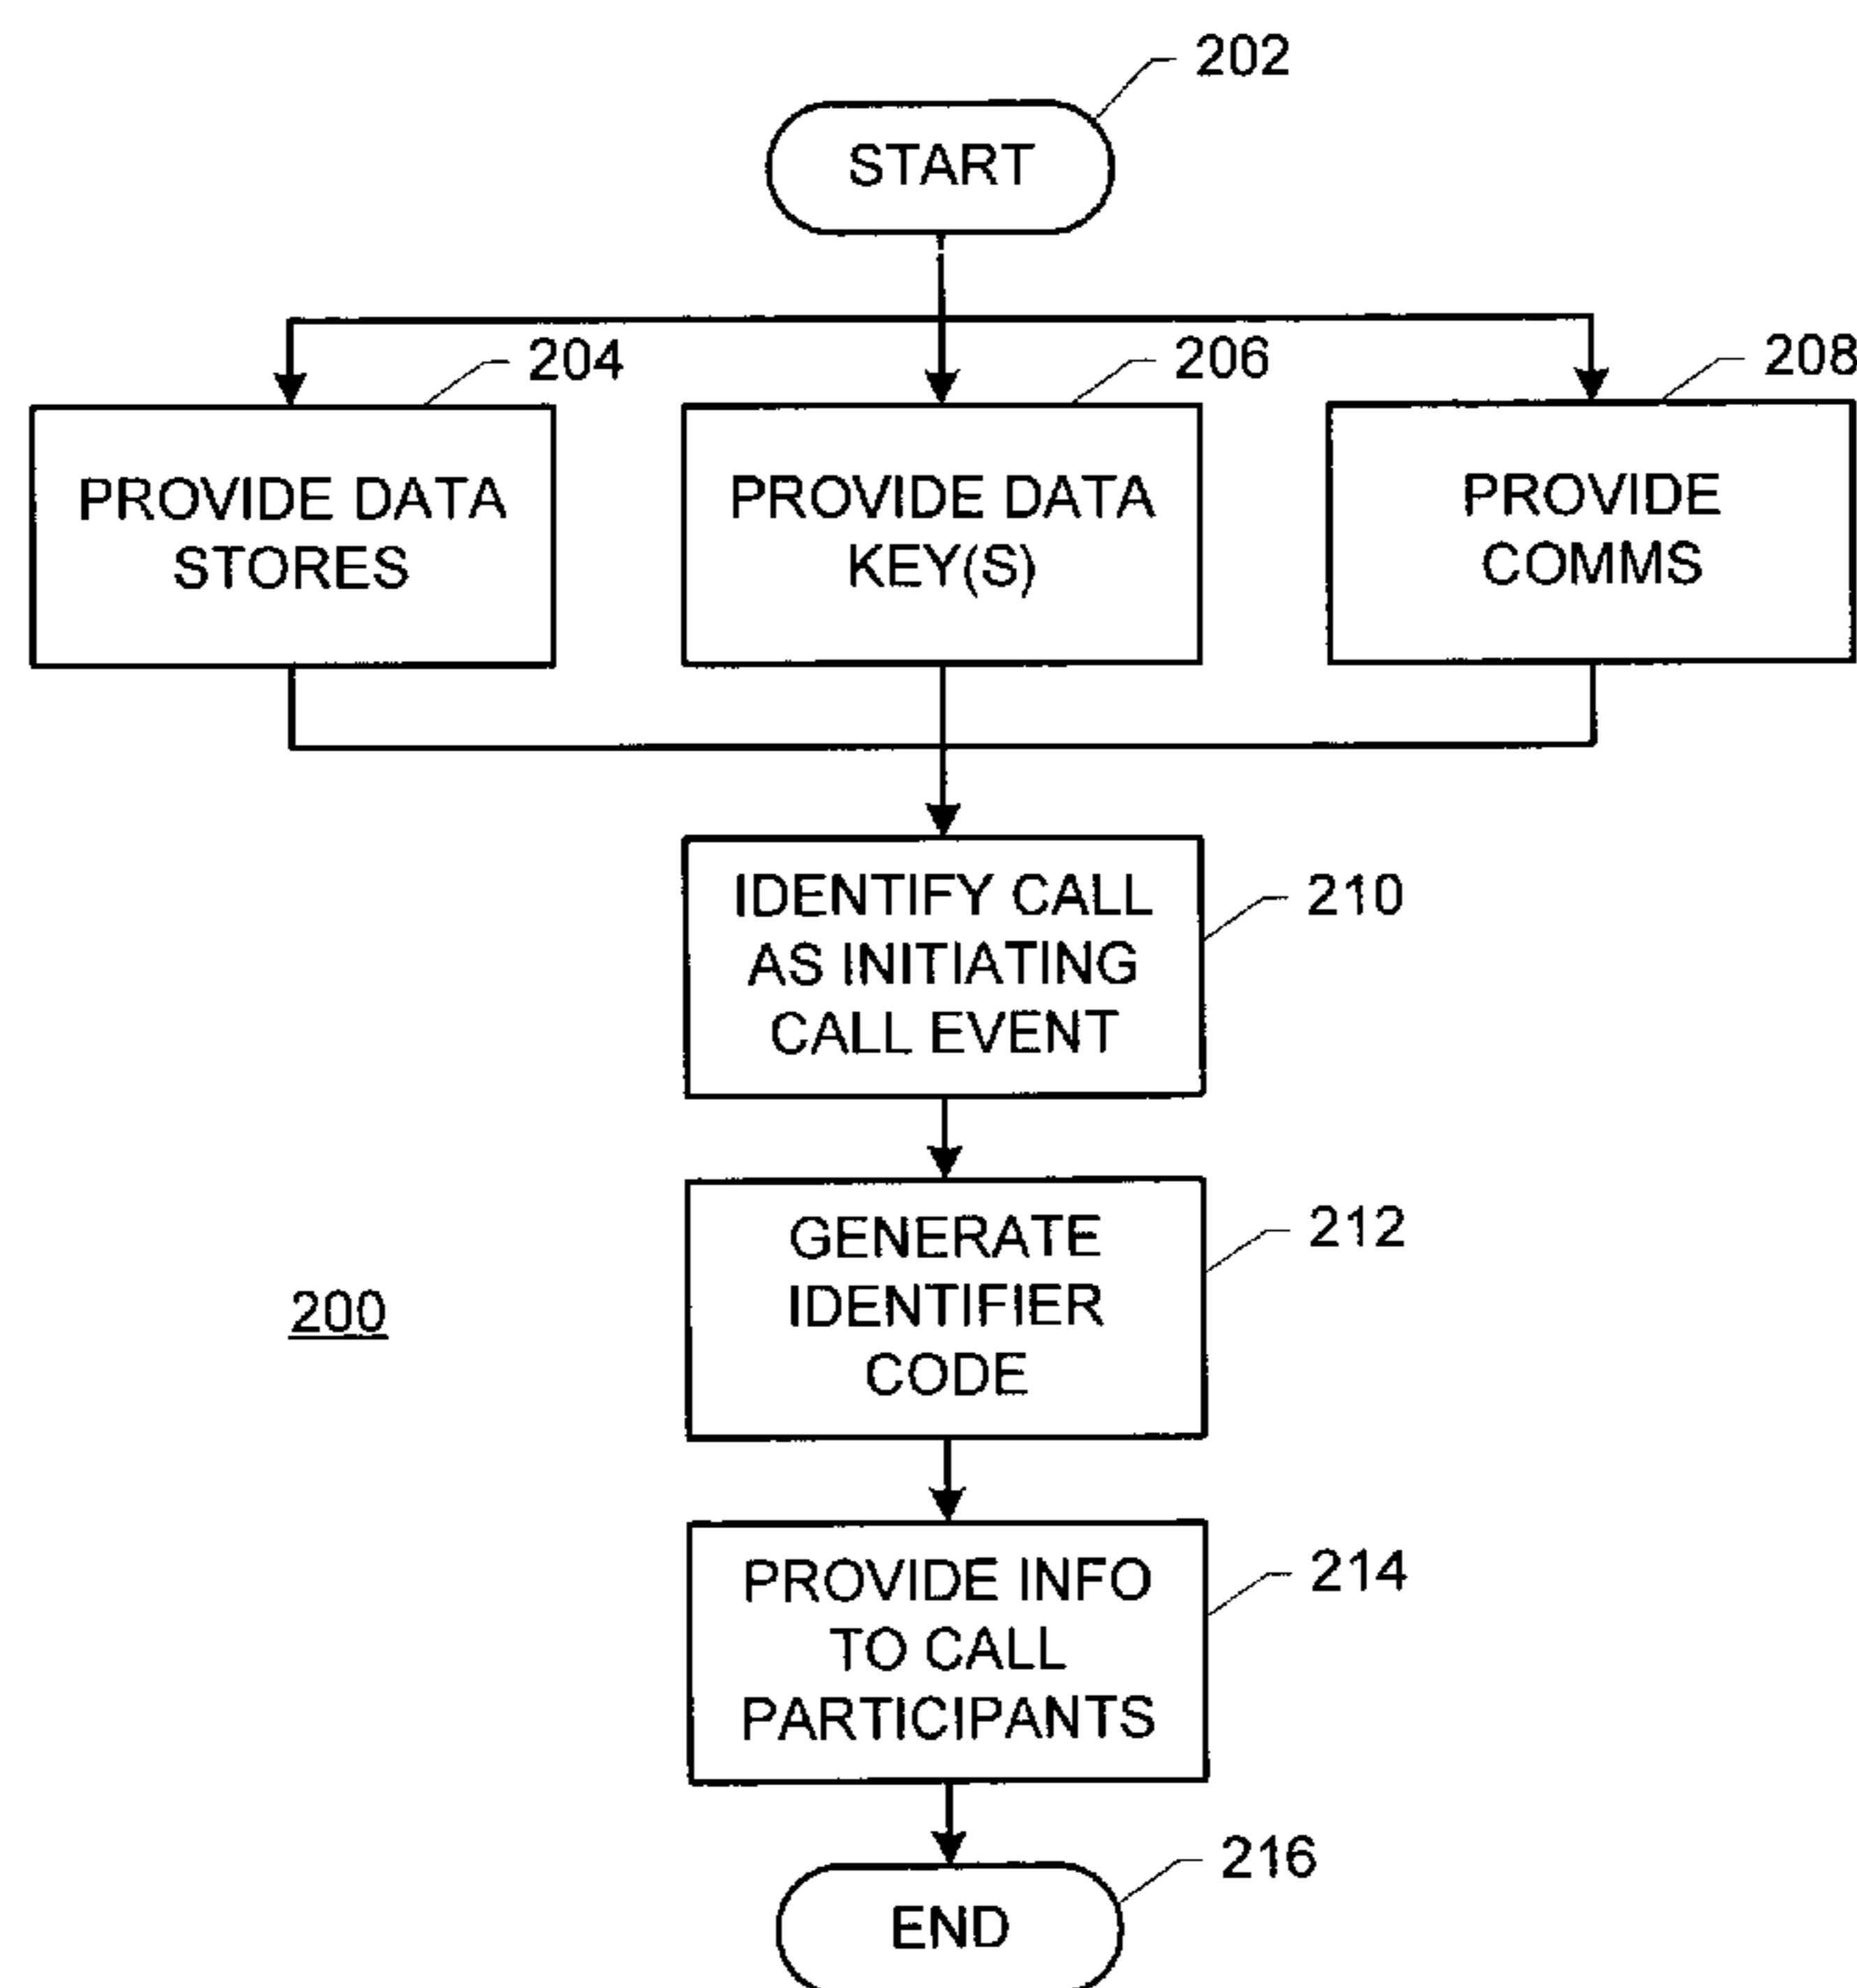 202
START
204
206
208
PROVIDE DATA
STORES
PROVIDE DATA
KEY(S)
PROVIDE
COMMS
IDENTIFY CALL
AS INITIATING
CALL EVENT
210
GENERATE
IDENTIFIER
CODE
212
200
PROVIDE INFO
TO CALL
PARTICIPANTS
214
216
END